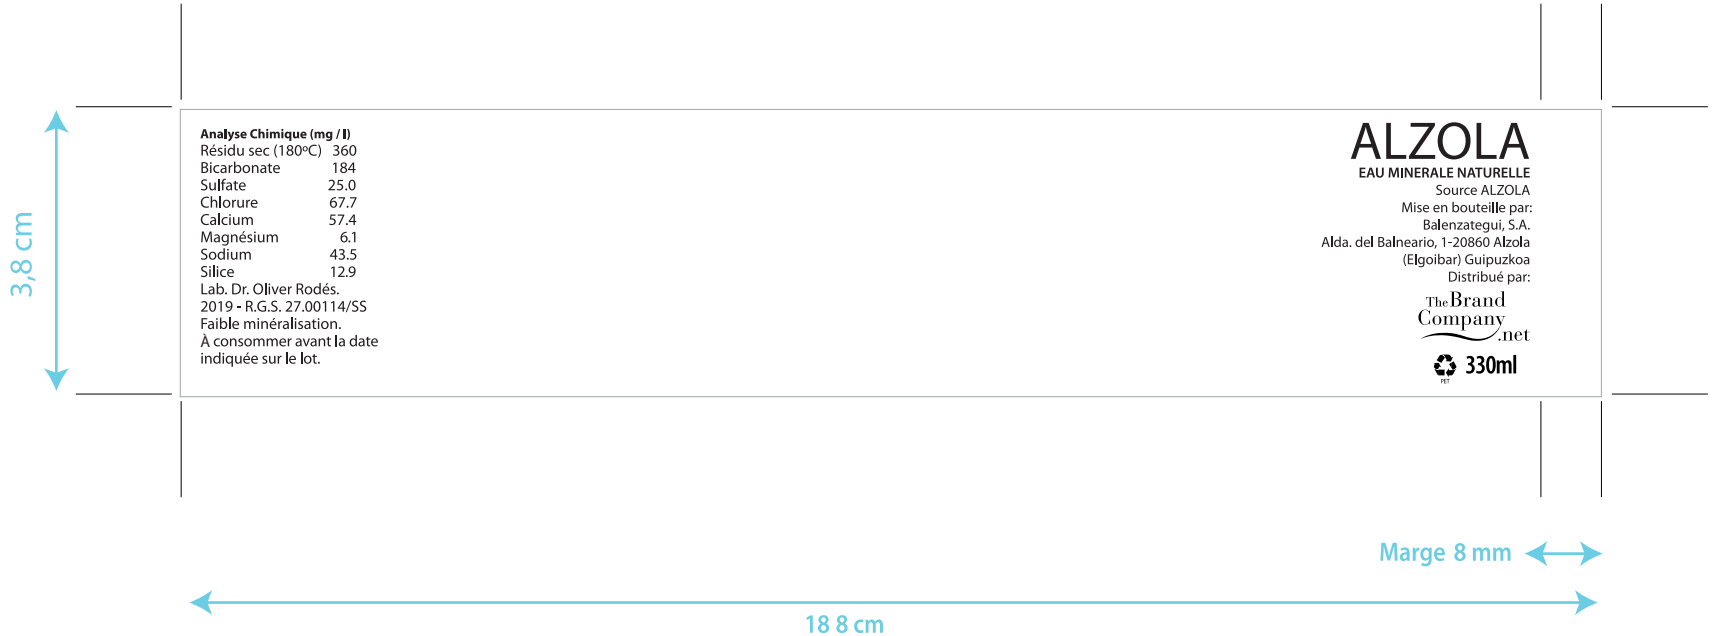 Analyse Chimique (mg / l)
Résidu sec (180ºC) 360
Bicarbonate 184
Sulfate 25.0
Chlorure 67.7
Calcium 57.4
Magnésium 6.1
Sodium 43.5
Silice 12.9
Lab. Dr. Oliver Rodés.
2019 - R.G.S. 27.00114/SS
Faible minéralisation.
À consommer avant la date
indiquée sur le lot.
ALZOLA
EAU MINERALE NATURELLE
Source ALZOLA
Mise en bouteille par:
Balenzategui, S.A.
Alda. del Balneario, 1-20860 Alzola
(Elgoibar) Guipuzkoa
Distribué par:
The Brand
Company
.net
330ml
PET
3,8 cm
Marge 8 mm
18 8 cm